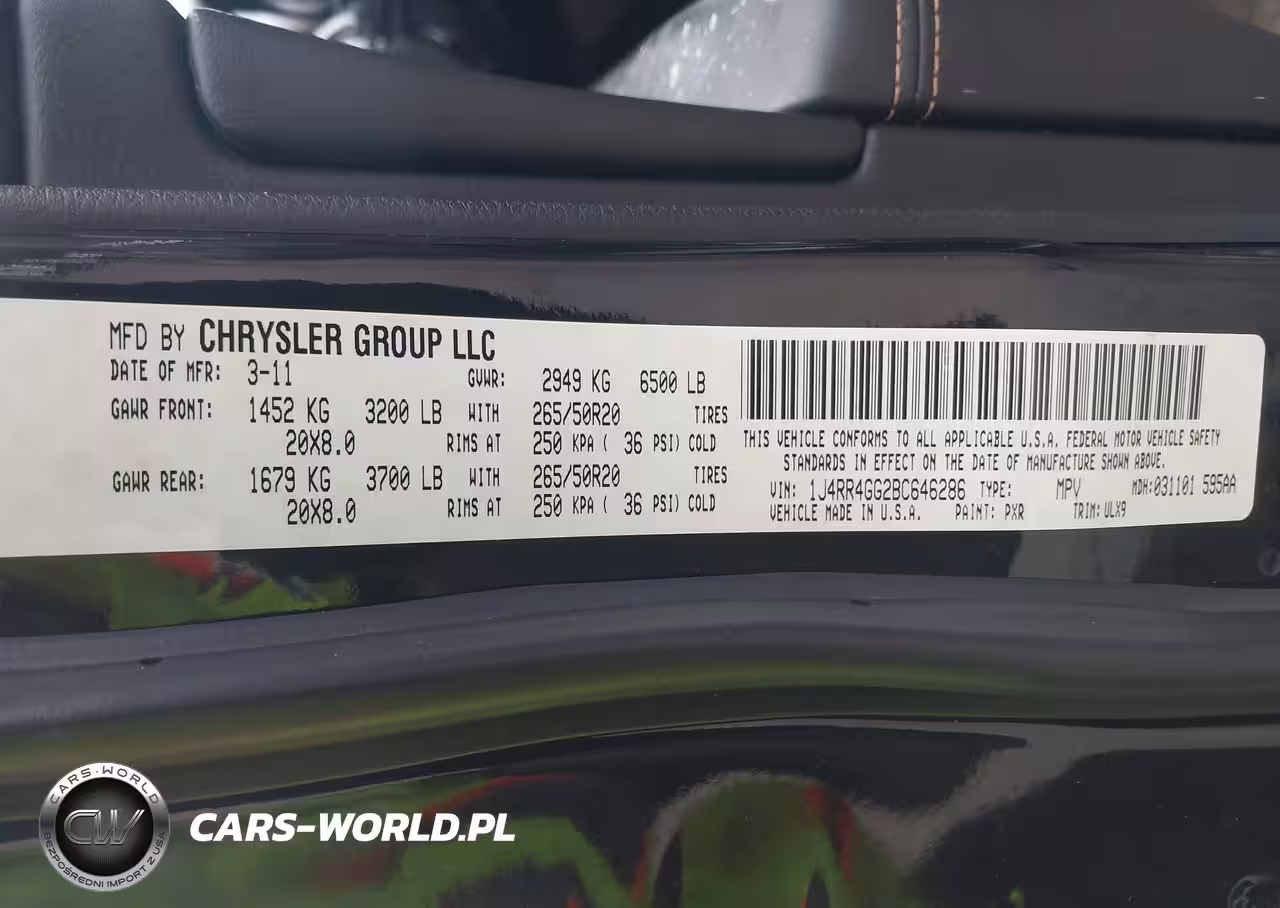 MFD BY CHRYSLER GROUP LLC
DATE OF MFR: 3-11 GVWR: 2949 KG 6500 LB
GAWR FRONT: 1452 KG 3200 LB WITH 265/50R20 TIRES
20X8.0 RIMS AT 250 KPA ( 36 PSI) COLD
GAWR REAR: 1679 KG 3700 LB WITH 265/50R20 TIRES
20X8.0 RIMS AT 250 KPA ( 36 PSI) COLD
THIS VEHICLE CONFORMS TO ALL APPLICABLE U.S.A. FEDERAL MOTOR VEHICLE SAFETY
STANDARDS IN EFFECT ON THE DATE OF MANUFACTURE SHOWN ABOVE.
VIN: 1J4RR4GG2BC646286 TYPE: MPV MDH:031101 595AA
VEHICLE MADE IN U.S.A. PAINT: PXR TRIM: ULX9
CARS-WORLD
CW
BEZPOŚREDNI IMPORT Z USA
CARS-WORLD.PL